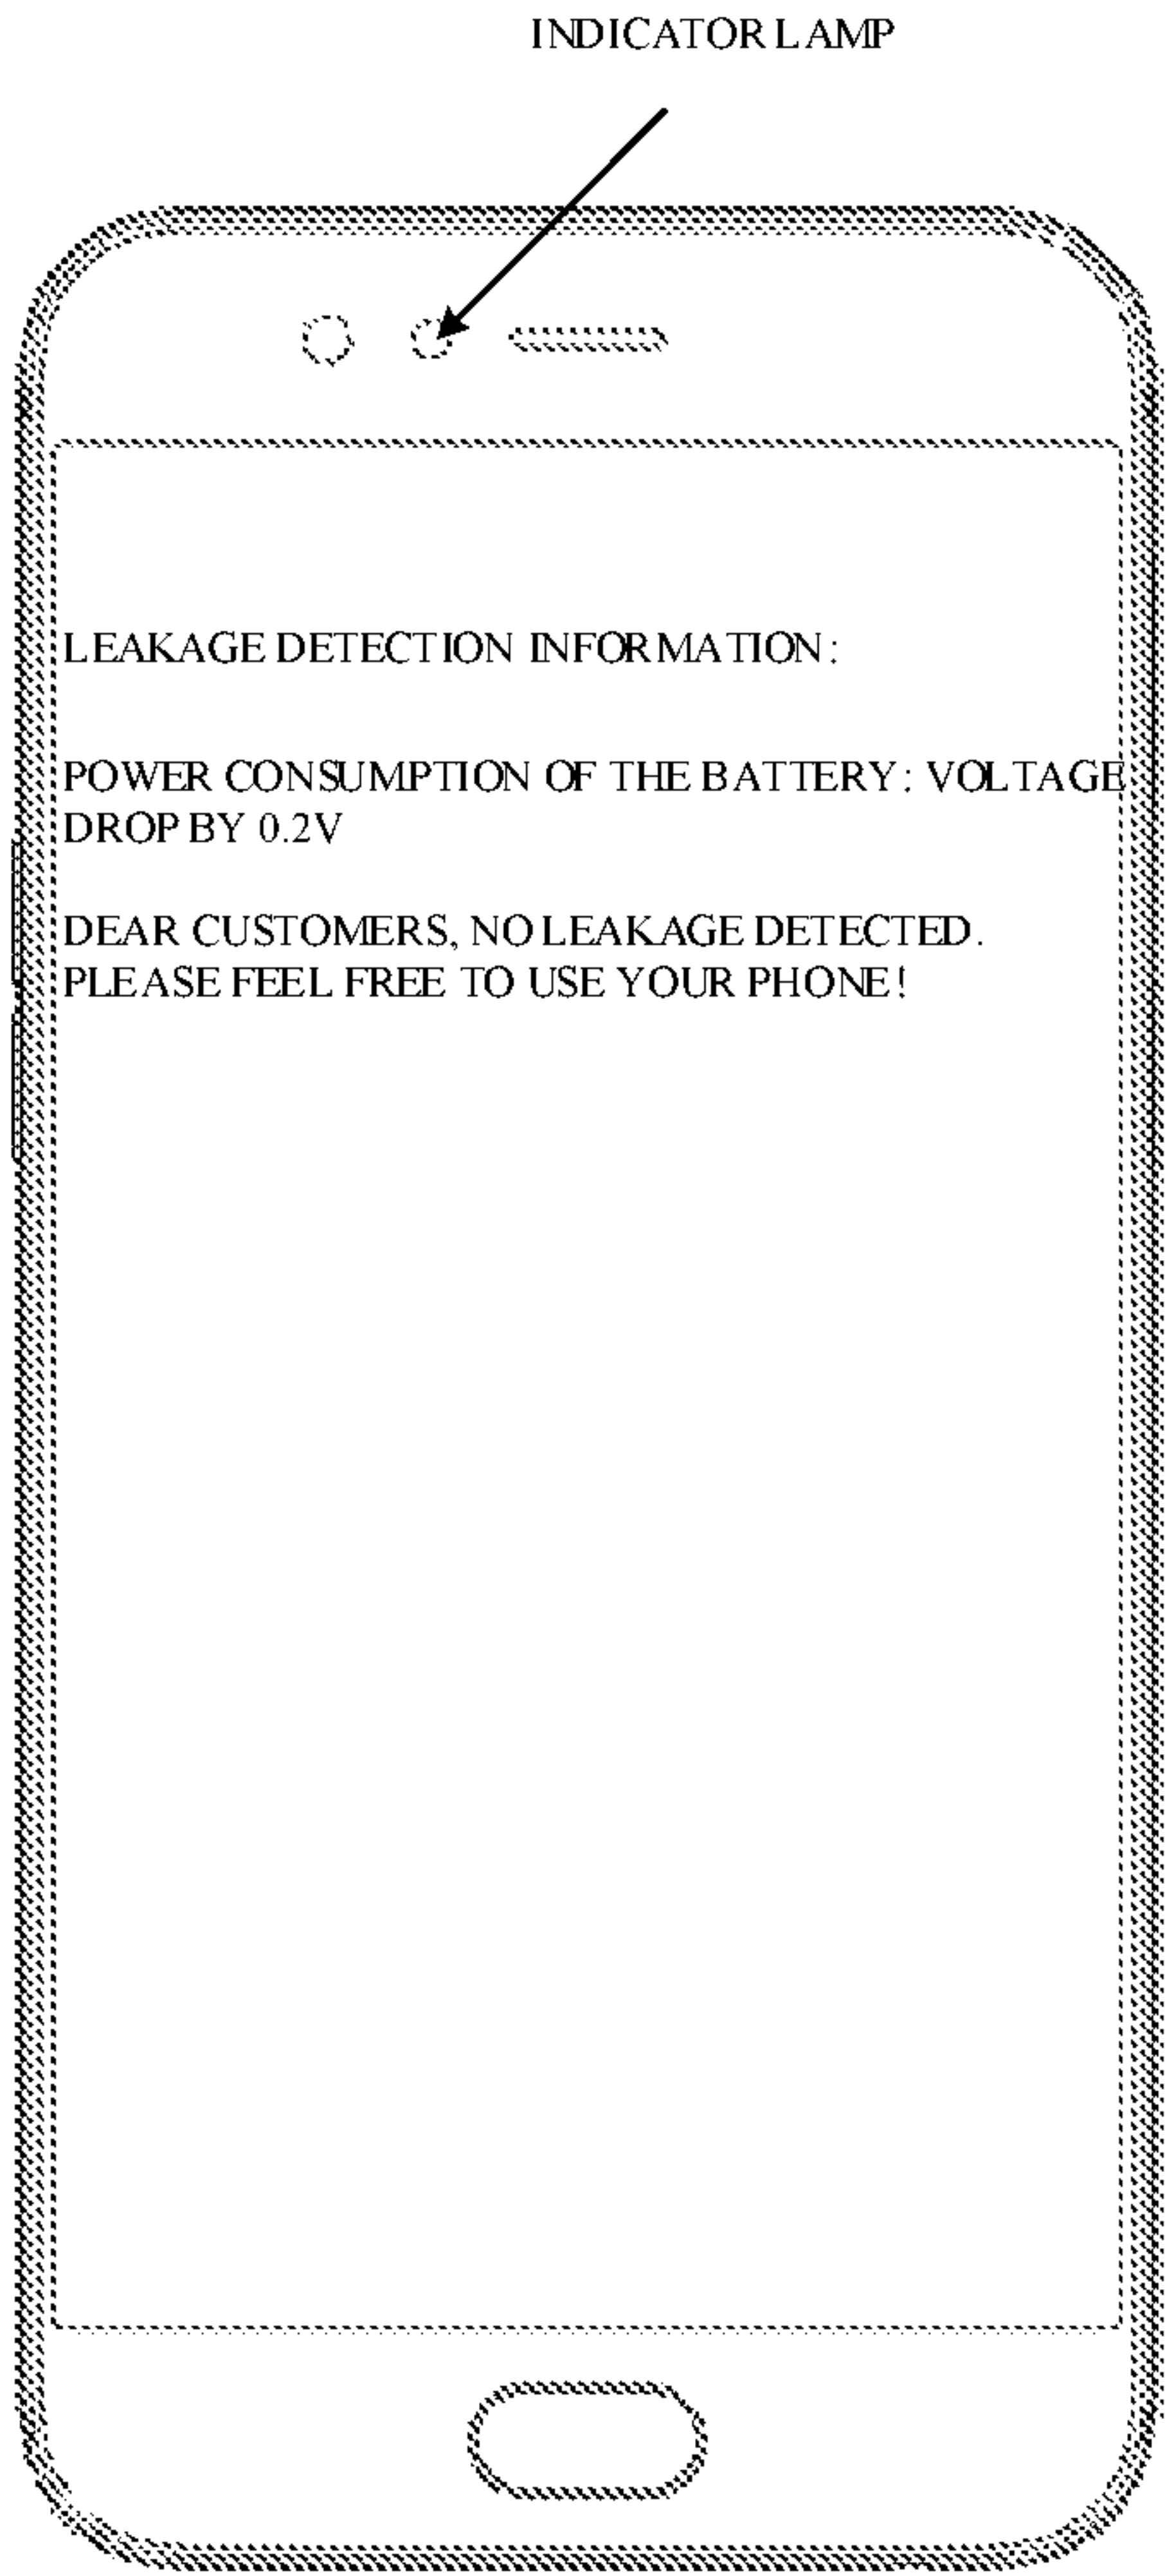 INDICATOR LAMP
LEAKAGE DETECTION INFORMATION:
POWER CONSUMPTION OF THE BATTERY: VOLTAGE
DROP BY 0.2V
DEAR CUSTOMERS, NO LEAKAGE DETECTED.
PLEASE FEEL FREE TO USE YOUR PHONE!